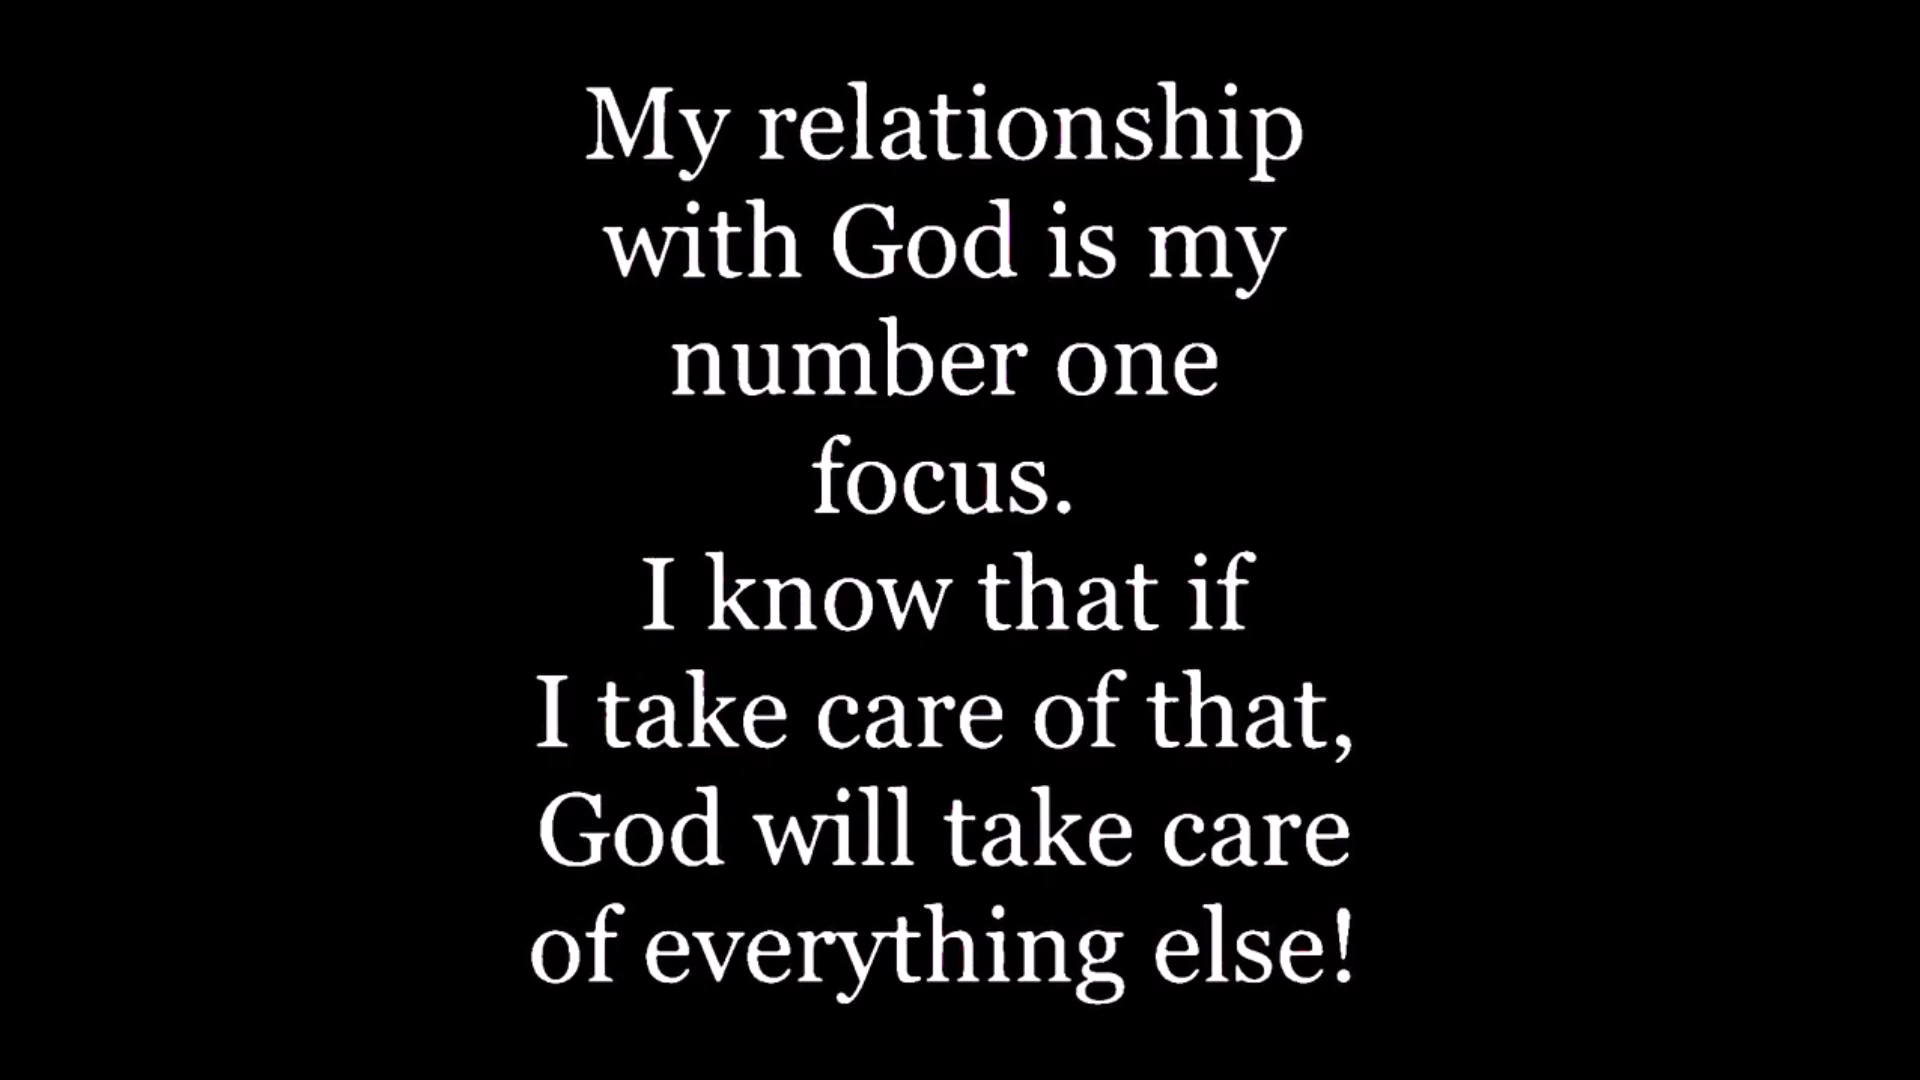 My relationship
with God is my
number one
focus.
I know that if
I take care of that,
God will take care
of everything else!